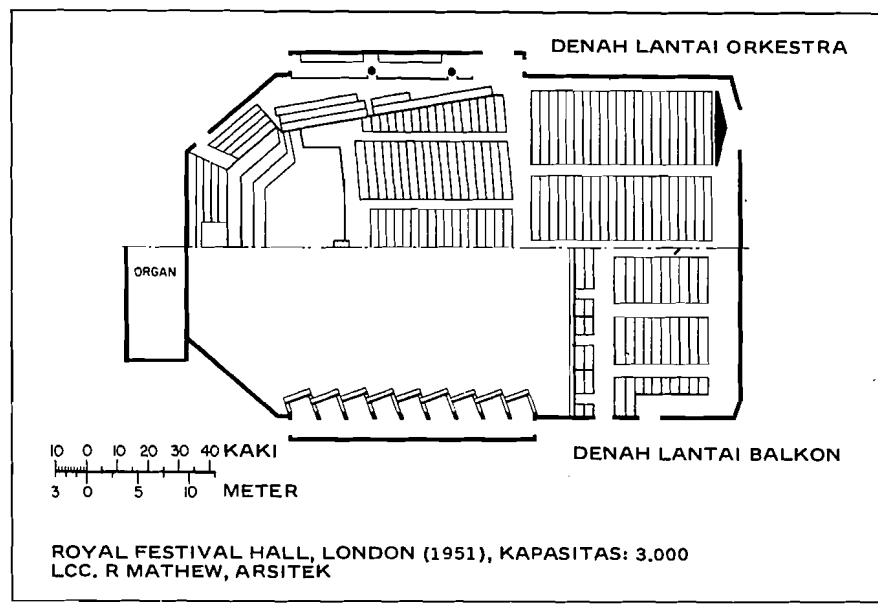 DENAH LANTAI ORKESTRA
ORGAN
DENAH LANTAI BALKON
10 0 10 20 30 40 KAKI
3 0 5 10 METER
ROYAL FESTIVAL HALL, LONDON (1951), KAPASITAS: 3.000
LCC. R MATHEW, ARSITEK